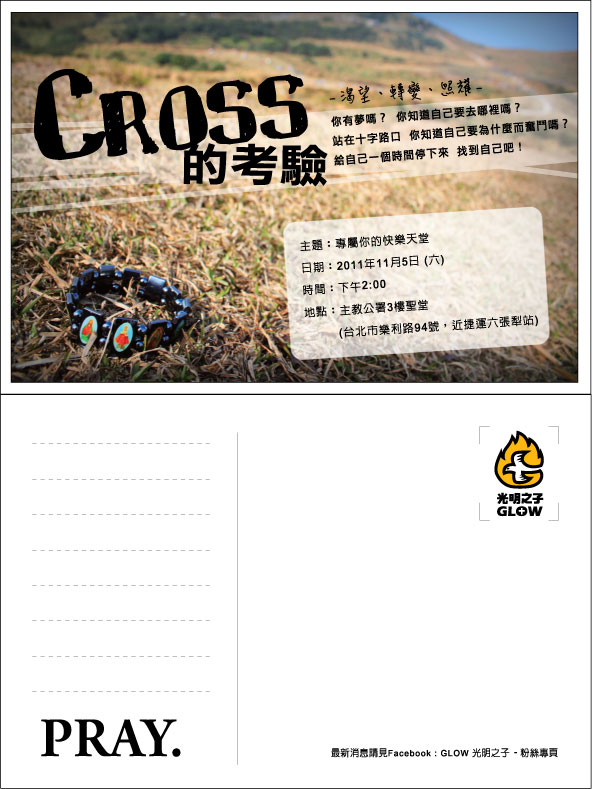 CROSS
的考驗
-渴望、轉變、照耀-
你有夢嗎？ 你知道自己要去哪裡嗎？
站在十字路口 你知道自己要為什麼而奮鬥嗎？
給自己一個時間停下來 找到自己吧！
主題：專屬你的快樂天堂
日期：2011年11月5日 (六)
時間：下午2:00
地點：主教公署3樓聖堂
(台北市樂利路94號，近捷運六張犁站)
光明之子
GLOW
PRAY.
最新消息請見Facebook：GLOW 光明之子 - 粉絲專頁